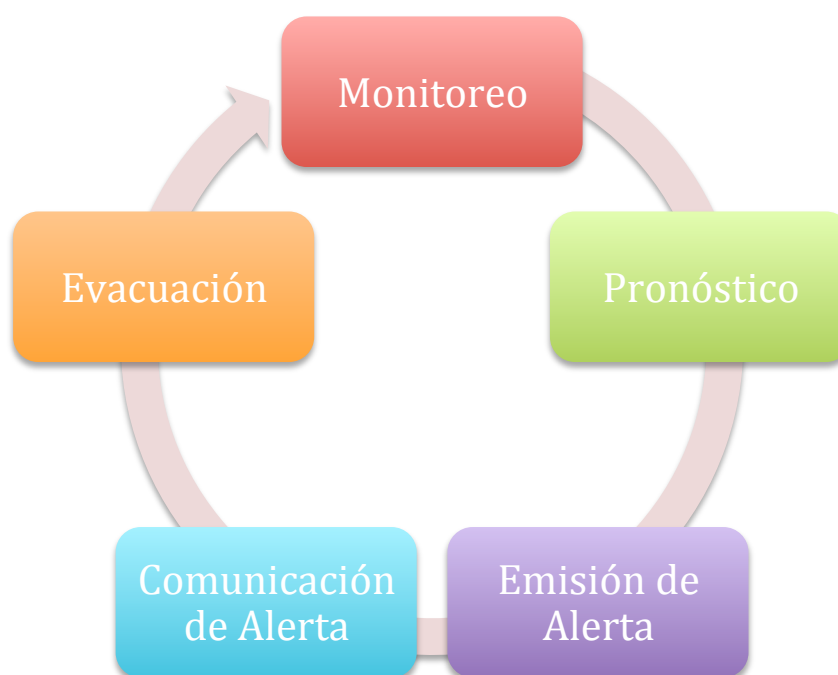 Monitoreo
Pronóstico
Emisión de
Alerta
Comunicación
de Alerta
Evacuación